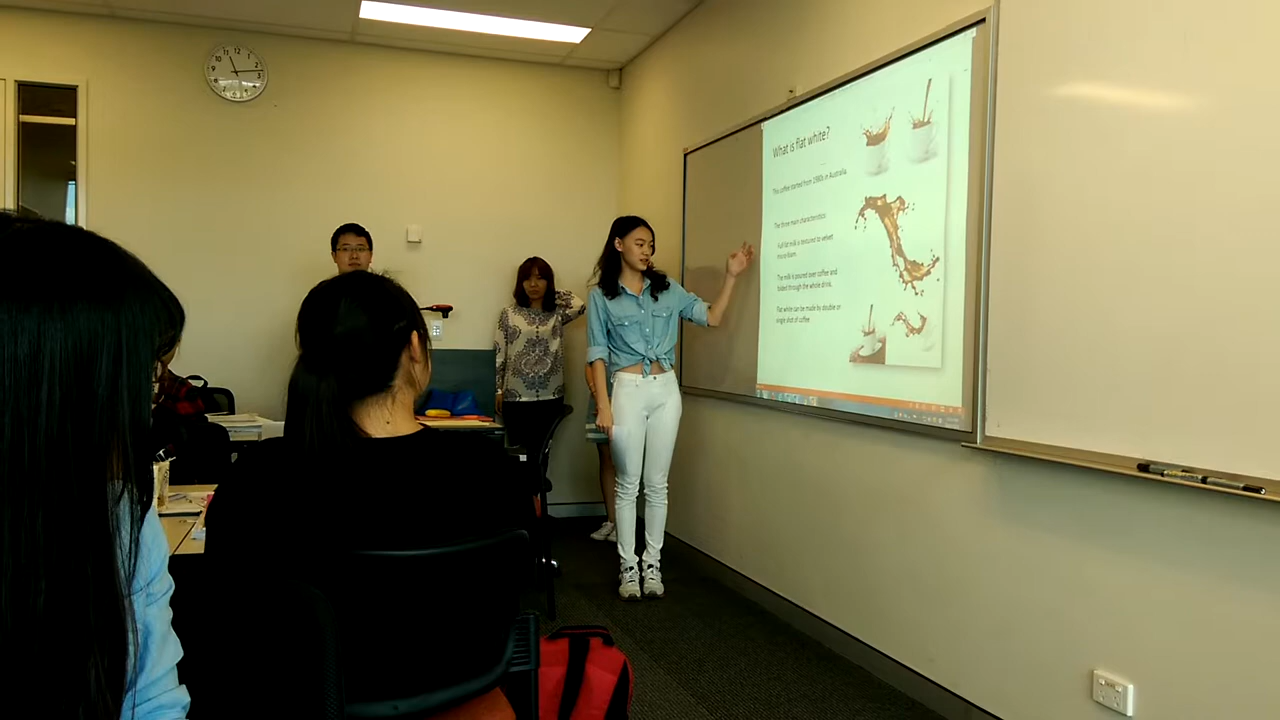 What is flat white?
This coffee started from 1980s in Australia
The three main characteristics
Full fat milk is textured to velvet
micro foam.
The milk is poured over coffee and
folded through the whole drink.
Flat white can be made by double or
single shot of coffee